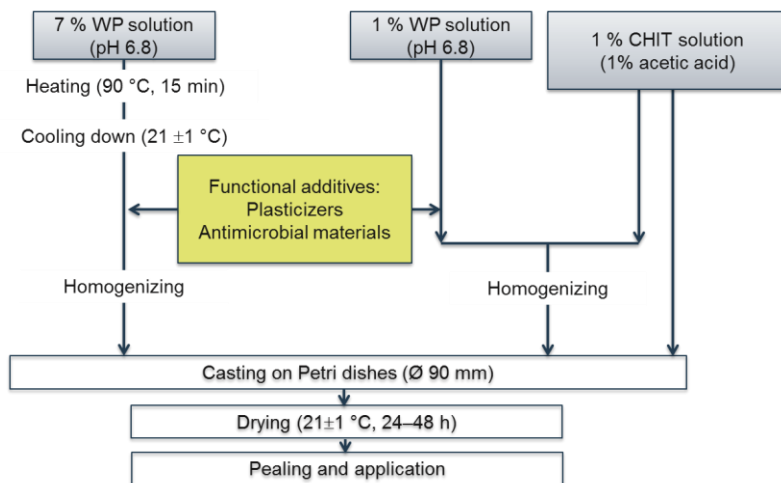 7 % WP solution
(pH 6.8)
1 % WP solution
(pH 6.8)
1 % CHIT solution
(1% acetic acid)
Heating (90 °C, 15 min)
Cooling down (21 ±1 °C)
Functional additives:
Plasticizers
Antimicrobial materials
Homogenizing
Homogenizing
Casting on Petri dishes (Ø 90 mm)
Drying (21±1 °C, 24–48 h)
Pealing and application